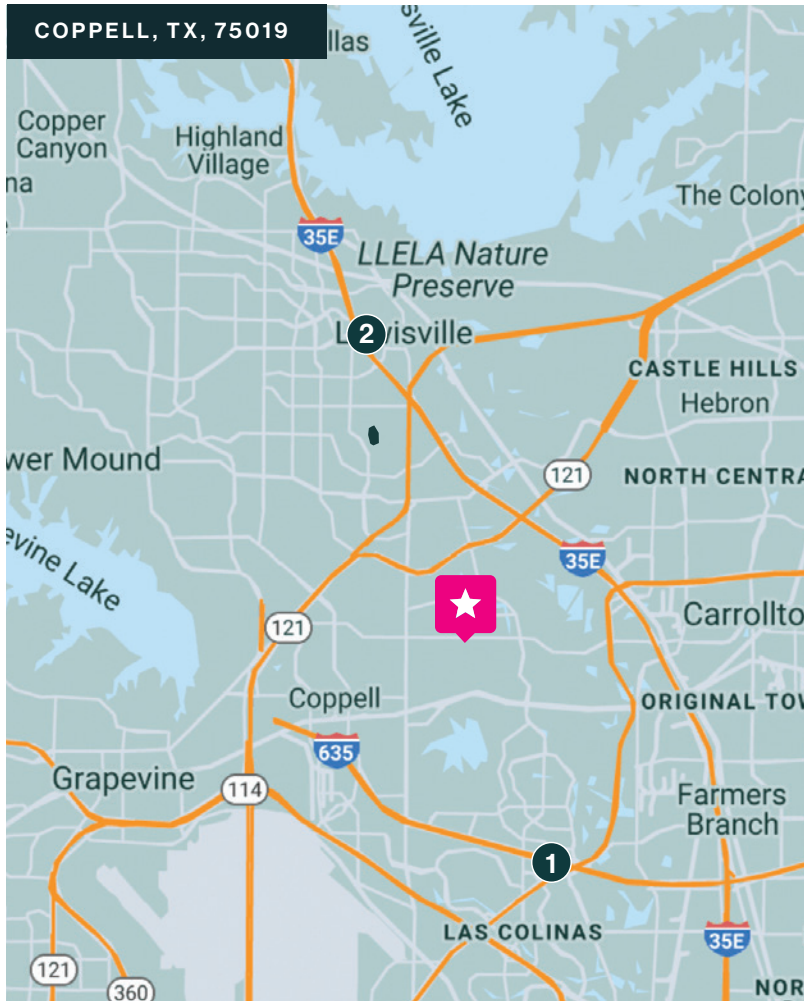 COPPELL, TX, 75019
llas
sville Lake
Copper
Canyon
Highland
Village
na
The Colony
35E
LLELA Nature
Preserve
2
L visville
CASTLE HILLS
Hebron
wer Mound
121
NORTH CENTRA
evine Lake
35E
121
Carrollto
Coppell
ORIGINAL TOW
635
Grapevine
114
Farmers
Branch
1
LAS COLINAS
35E
121
360
NOR